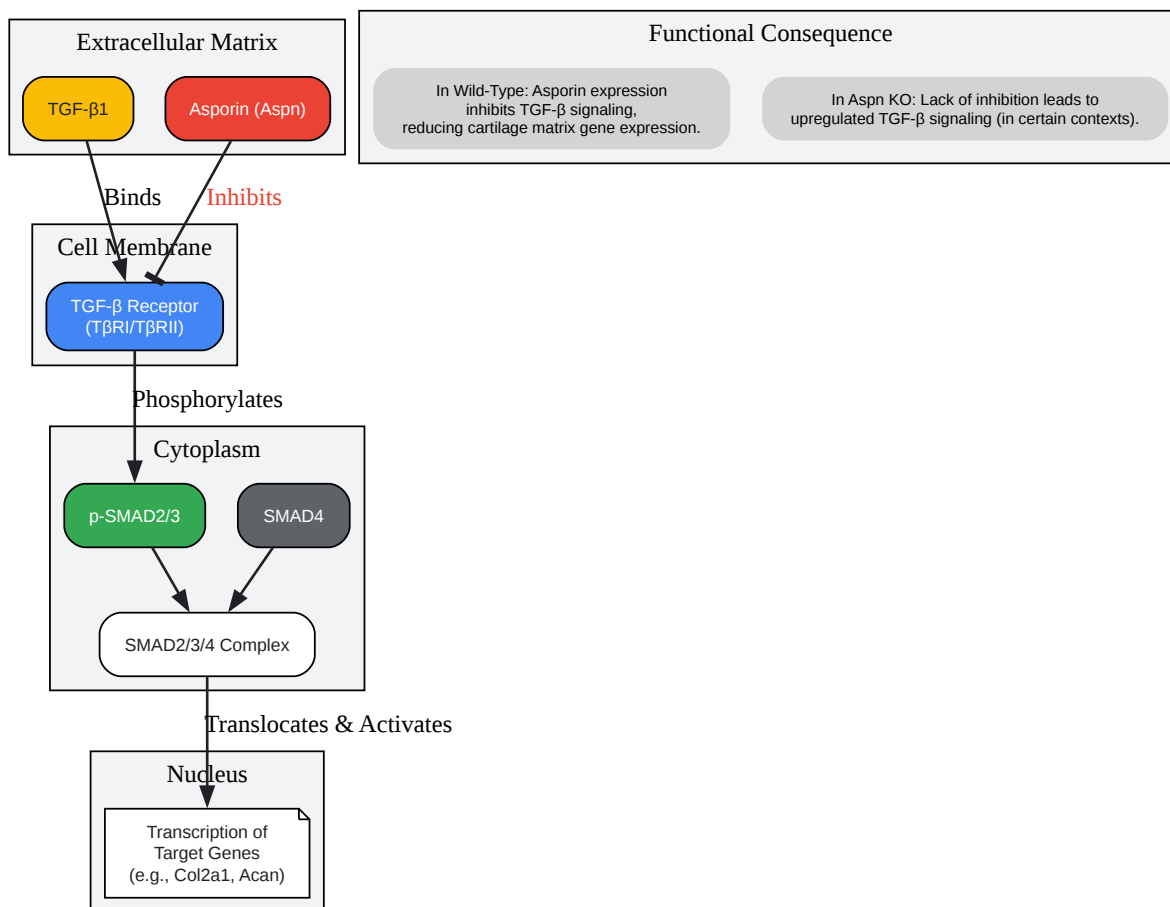 Extracellular Matrix
TGF-β1
Asporin (Aspn)
Functional Consequence
In Wild-Type: Asporin expression
inhibits TGF-β signaling,
reducing cartilage matrix gene expression.
In Aspn KO: Lack of inhibition leads to
upregulated TGF-β signaling (in certain contexts).
Binds
Inhibits
Cell Membrane
TGF-β Receptor
(TβRI/TβRII)
Phosphorylates
Cytoplasm
p-SMAD2/3
SMAD4
SMAD2/3/4 Complex
Translocates & Activates
Nucleus
Transcription of
Target Genes
(e.g., Col2a1, Acan)